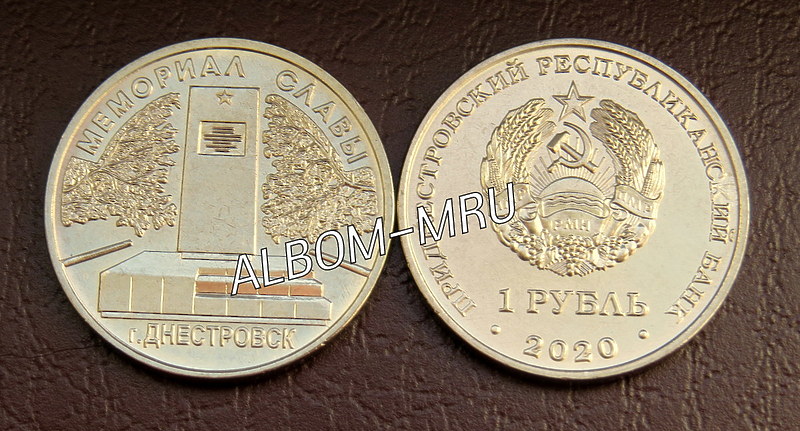 МЕМОРИАЛ СЛАВЫ
г.ДНЕСТРОВСК
ПРИДНЕСТРОВСКИЙ РЕСПУБЛИКАНСКИЙ БАНК
1 РУБЛЬ
2020
ALBOM-MRU